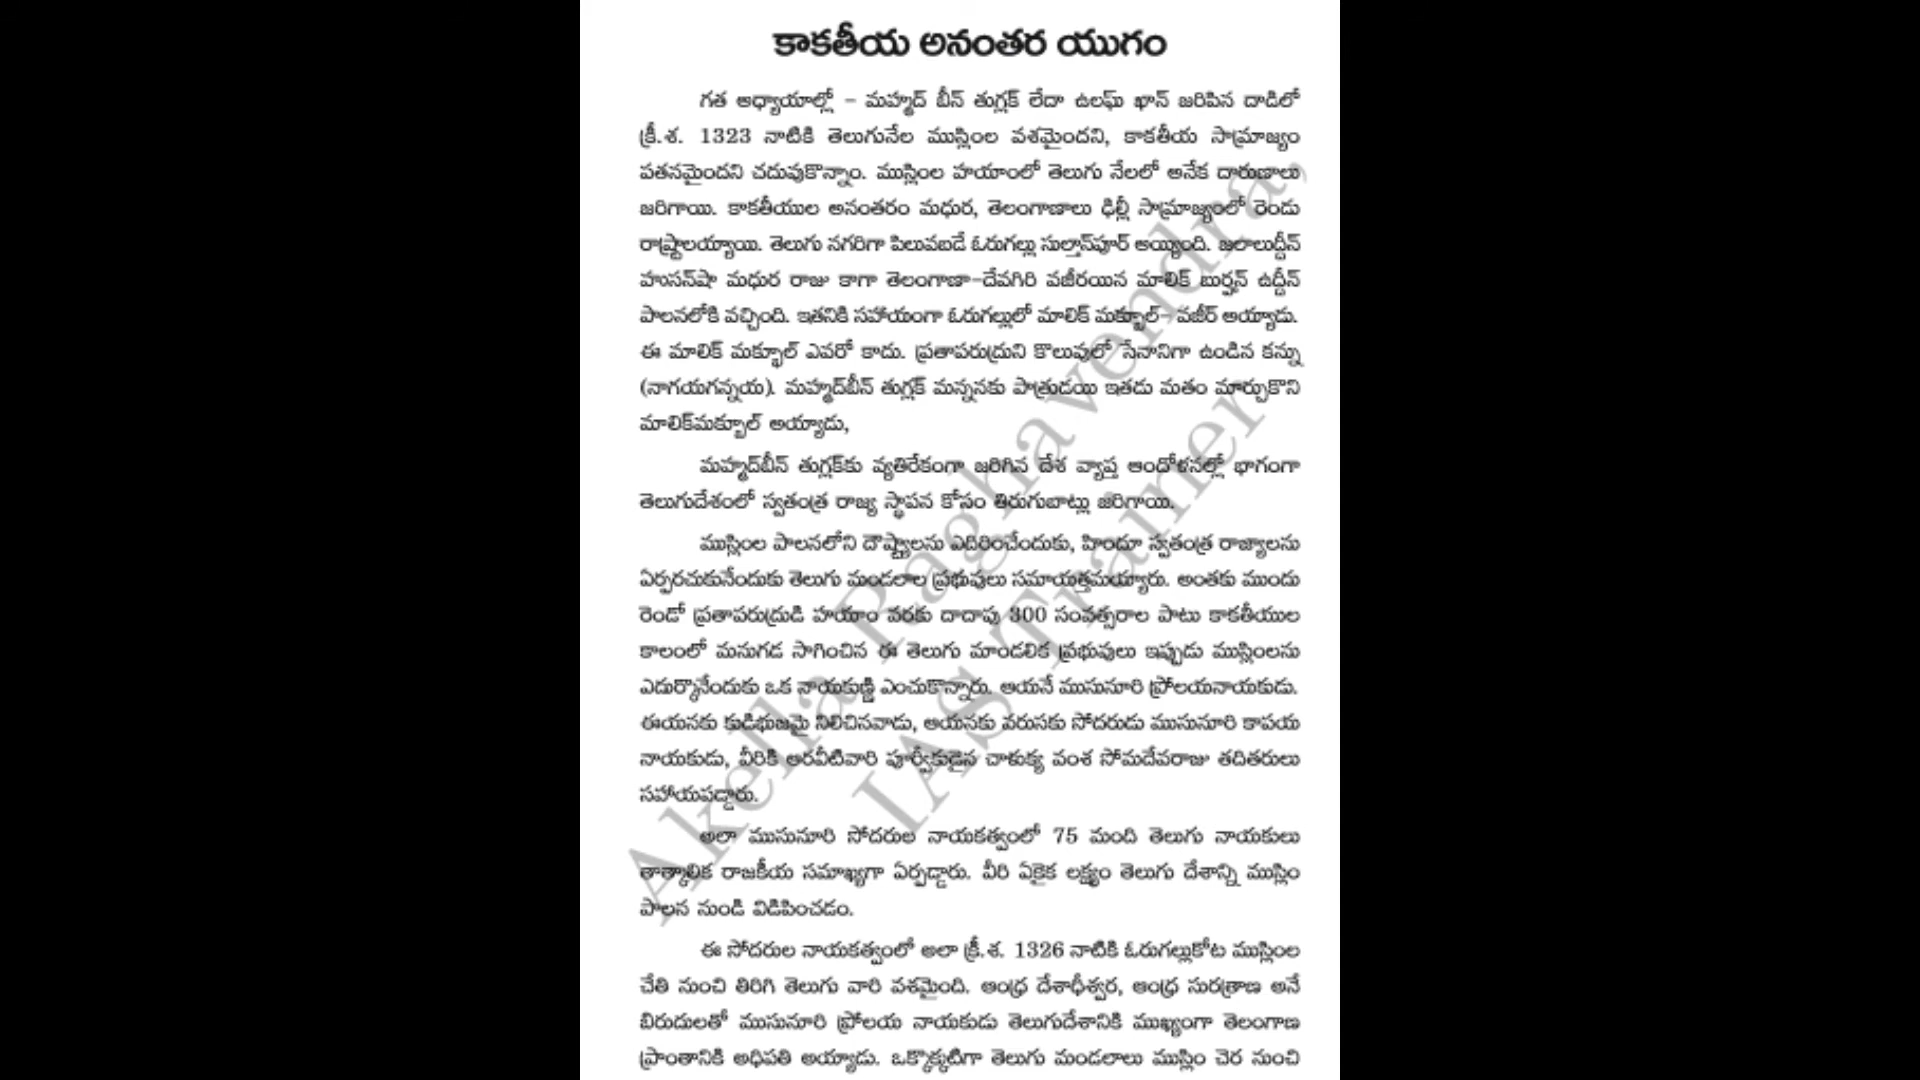 కాకతీయ అనంతర యుగం
గత అధ్యాయాల్లో – మహ్మద్ బీన్ తుగ్లక్ లేదా ఉలఘ్ ఖాన్ జరిపిన దాడిలో
క్రీ.శ. 1323 నాటికి తెలుగునేల ముస్లింల వశమైందని, కాకతీయ సామ్రాజ్యం
పతనమైందని చదువుకొన్నాం. ముస్లింల హయాంలో తెలుగు నేలలో అనేక దారుణాలు
జరిగాయి. కాకతీయుల అనంతరం మధుర, తెలంగాణాలు ఢిల్లీ సామ్రాజ్యంలో రెండు
రాష్ట్రాలయ్యాయి. తెలుగు నగరిగా పిలువబడే ఓరుగల్లు సుల్తాన్‌పూర్ అయ్యింది. జలాలుద్దీన్
హుసన్‌షా మధుర రాజు కాగా తెలంగాణా–దేవగిరి వజీరయిన మాలిక్ బుర్హన్ ఉద్దీన్
పాలనలోకి వచ్చింది. ఇతనికి సహాయంగా ఓరుగల్లులో మాలిక్ మక్బూల్– వజీర్ అయ్యాడు.
ఈ మాలిక్ మక్బూల్ ఎవరో కాదు. ప్రతాపరుద్రుని కొలువులో సేనానిగా ఉండిన కన్ను
(నాగయగన్నయ). మహ్మద్‌బీన్ తుగ్లక్ మన్ననకు పాత్రుడయి ఇతడు మతం మార్చుకొని
మాలిక్‌మక్బూల్ అయ్యాడు,
మహ్మద్‌బీన్ తుగ్లక్‌కు వ్యతిరేకంగా జరిగిన దేశ వ్యాప్త ఆందోళనల్లో భాగంగా
తెలుగుదేశంలో స్వతంత్ర రాజ్య స్థాపన కోసం తిరుగుబాట్లు జరిగాయి.
ముస్లింల పాలనలోని దౌష్ట్యాలను ఎదిరించేందుకు, హిందూ స్వతంత్ర రాజ్యాలను
ఏర్పరచుకునేందుకు తెలుగు మండలాల ప్రభువులు సమాయత్తమయ్యారు. అంతకు ముందు
రెండో ప్రతాపరుద్రుడి హయాం వరకు దాదాపు 300 సంవత్సరాల పాటు కాకతీయుల
కాలంలో మనుగడ సాగించిన ఈ తెలుగు మాండలిక ప్రభువులు ఇప్పుడు ముస్లింలను
ఎదుర్కొనేందుకు ఒక నాయకుణ్ణి ఎంచుకొన్నారు. ఆయనే ముసునూరి ప్రోలయనాయకుడు.
ఈయనకు కుడిభుజమై నిలిచినవాడు, ఆయనకు వరుసకు సోదరుడు ముసునూరి కాపయ
నాయకుడు, వీరికి అరవీటివారి పూర్వీకుడైన చాళుక్య వంశ సోమదేవరాజు తదితరులు
సహాయపడ్డారు.
అలా ముసునూరి సోదరుల నాయకత్వంలో 75 మంది తెలుగు నాయకులు
తాత్కాలిక రాజకీయ సమాఖ్యగా ఏర్పడ్డారు. వీరి ఏకైక లక్ష్యం తెలుగు దేశాన్ని ముస్లిం
పాలన నుండి విడిపించడం.
ఈ సోదరుల నాయకత్వంలో అలా క్రీ.శ. 1326 నాటికి ఓరుగల్లుకోట ముస్లింల
చేతి నుంచి తిరిగి తెలుగు వారి వశమైంది. ఆంధ్ర దేశాధీశ్వర, ఆంధ్ర సురత్రాణ అనే
బిరుదులతో ముసునూరి ప్రోలయ నాయకుడు తెలుగుదేశానికి ముఖ్యంగా తెలంగాణ
ప్రాంతానికి అధిపతి అయ్యాడు. ఒక్కొక్కటిగా తెలుగు మండలాలు ముస్లిం చెర నుంచి
Akella Raghavendra,
IAS Trainer